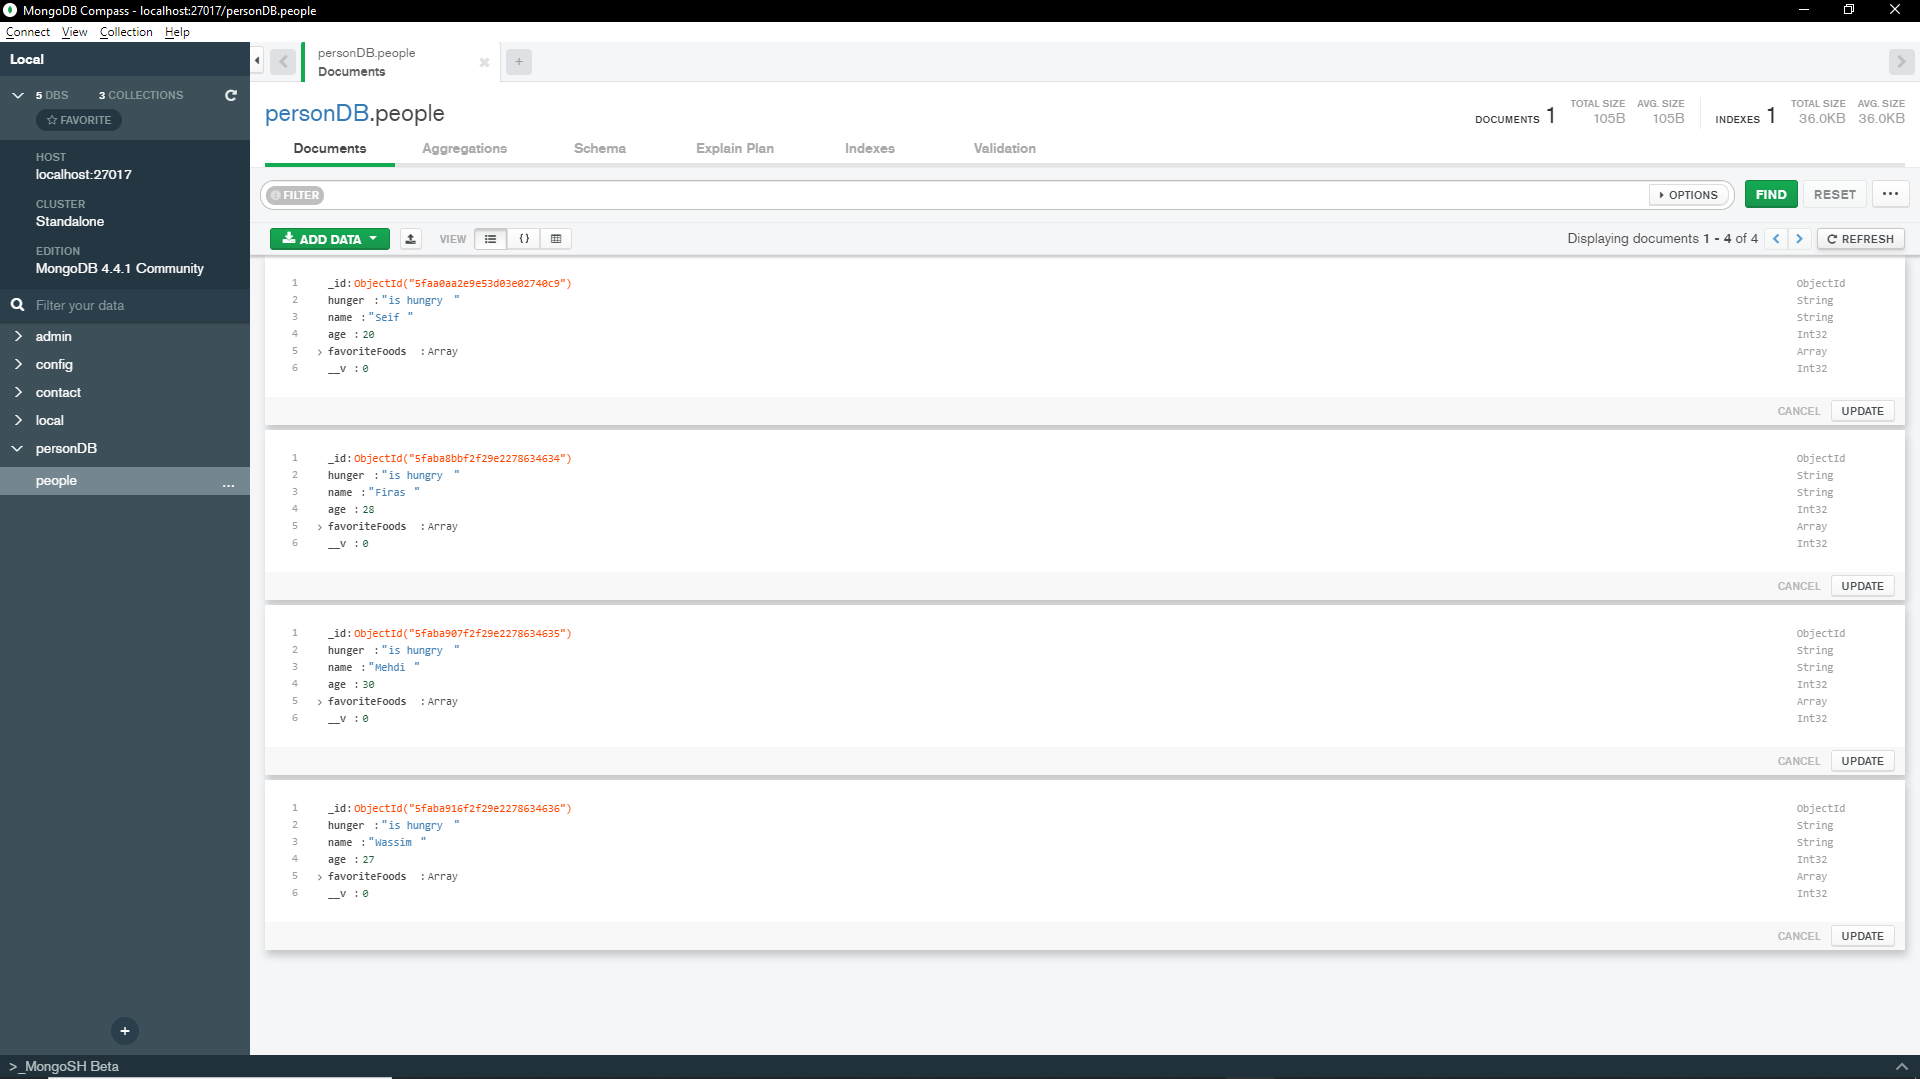 MongoDB Compass - localhost:27017/personDB.people
Connect View Collection Help
Local
5 DBS 3 COLLECTIONS
FAVORITE
HOST
localhost:27017
CLUSTER
Standalone
EDITION
MongoDB 4.4.1 Community
Filter your data
admin
config
contact
local
personDB
people ...
personDB.people
Documents
+
personDB.people
DOCUMENTS 1 TOTAL SIZE 105B AVG. SIZE 105B INDEXES 1 TOTAL SIZE 36.0KB AVG. SIZE 36.0KB
Documents Aggregations Schema Explain Plan Indexes Validation
FILTER OPTIONS FIND RESET ...
ADD DATA VIEW {} Displaying documents 1 - 4 of 4 < > REFRESH
1 _id: ObjectId("5faa0aa2e9e53d03e02740c9") ObjectId
2 hunger : "is hungry " String
3 name : "Seif " String
4 age : 20 Int32
5 > favoriteFoods : Array Array
6 __v : 0 Int32
CANCEL UPDATE
1 _id: ObjectId("5faba8bbf2f29e2278634634") ObjectId
2 hunger : "is hungry " String
3 name : "Firas " String
4 age : 28 Int32
5 > favoriteFoods : Array Array
6 __v : 0 Int32
CANCEL UPDATE
1 _id: ObjectId("5faba907f2f29e2278634635") ObjectId
2 hunger : "is hungry " String
3 name : "Mehdi " String
4 age : 30 Int32
5 > favoriteFoods : Array Array
6 __v : 0 Int32
CANCEL UPDATE
1 _id: ObjectId("5faba916f2f29e2278634636") ObjectId
2 hunger : "is hungry " String
3 name : "Wassim " String
4 age : 27 Int32
5 > favoriteFoods : Array Array
6 __v : 0 Int32
CANCEL UPDATE
+
>_MongoSH Beta